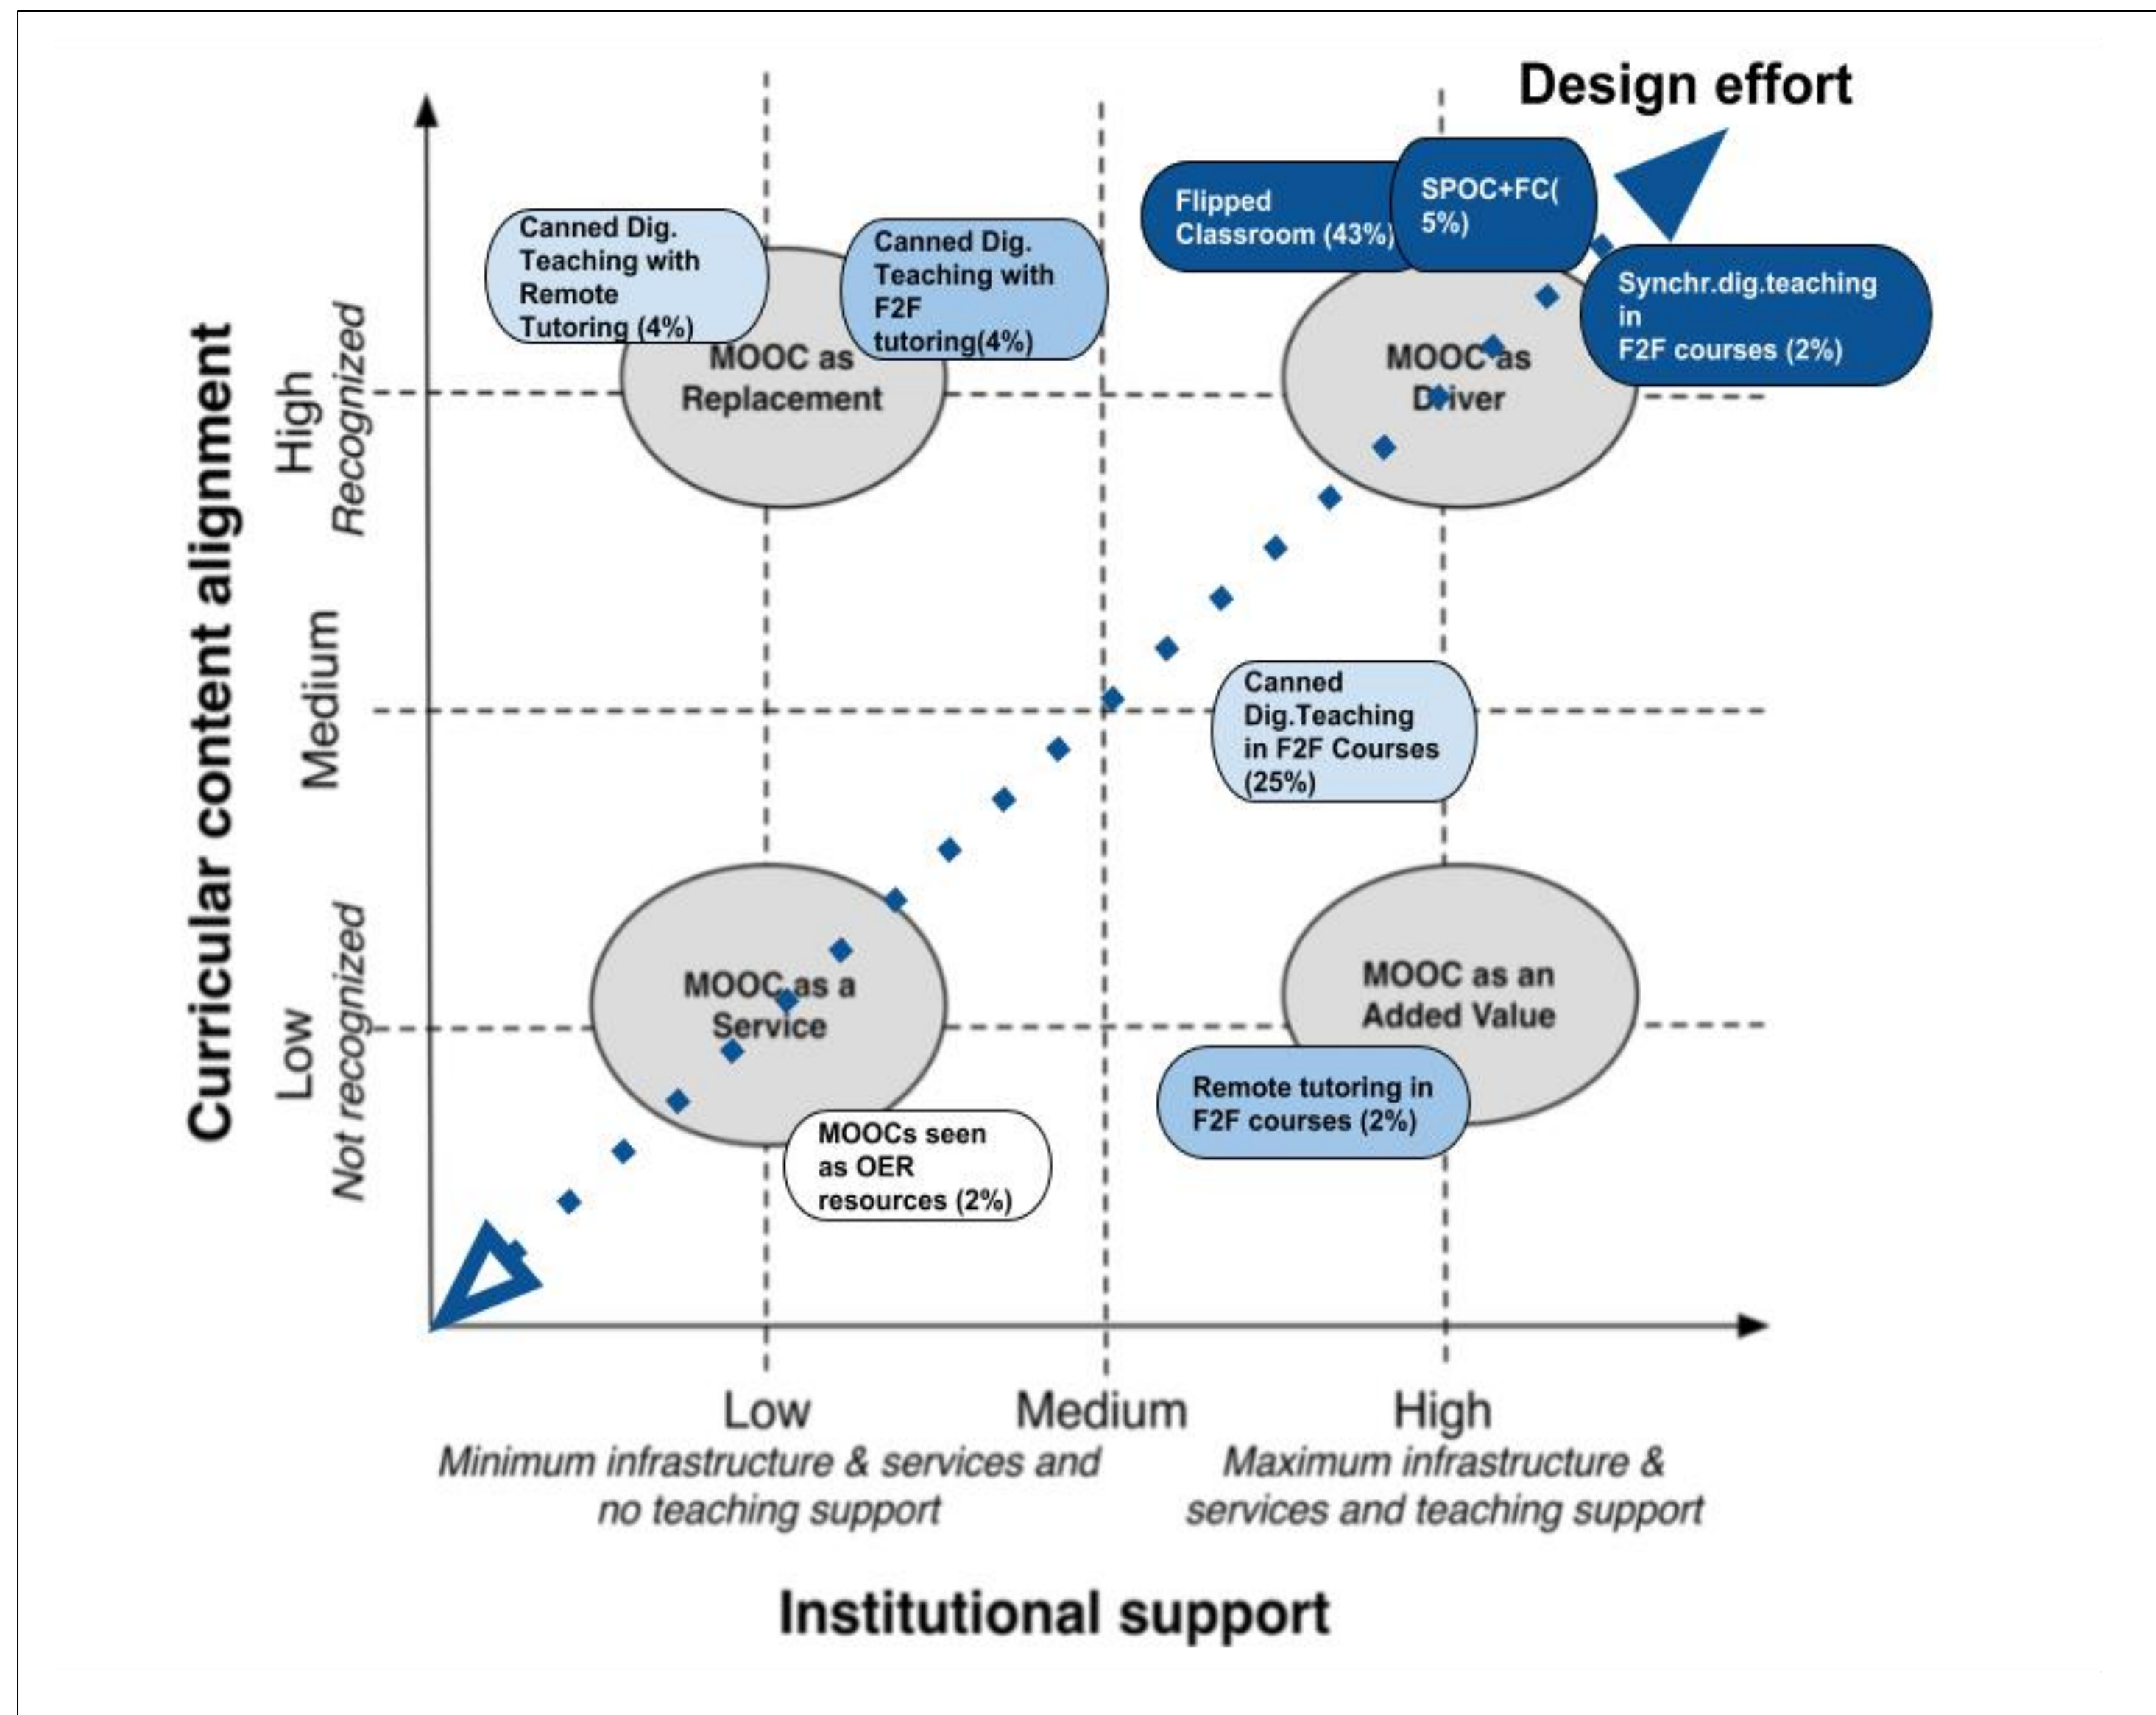 Design effort
Flipped
Classroom (43%)
SPOC+FC(
5%)
Synchr.dig.teaching
in
F2F courses (2%)
Canned Dig.
Teaching with
Remote
Tutoring (4%)
Canned Dig.
Teaching with
F2F
tutoring(4%)
MOOC as
Replacement
MOOC as
Driver
Curricular content alignment
High
Recognized
Medium
Low
Not recognized
Canned
Dig.Teaching
in F2F Courses
(25%)
MOOC as a
Service
MOOC as an
Added Value
Remote tutoring in
F2F courses (2%)
MOOCs seen
as OER
resources (2%)
Low
Minimum infrastructure & services and
no teaching support
Medium
High
Maximum infrastructure &
services and teaching support
Institutional support